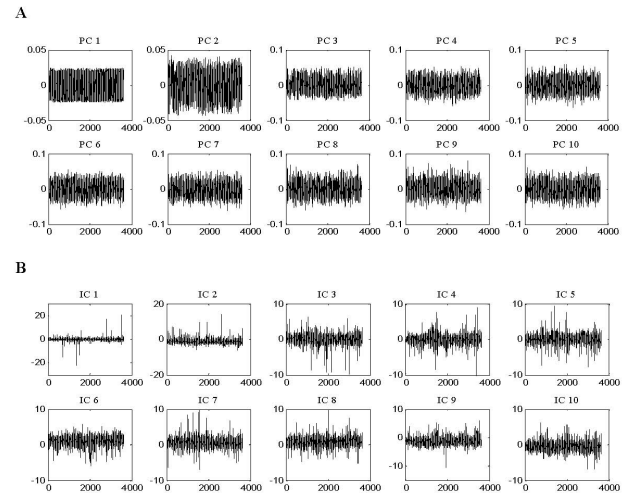 A
PC 1 PC 2 PC 3 PC 4 PC 5
0.05 0.05 0.1 0.1 0.1
0 0 0 0 0
-0.05 -0.05 -0.1 -0.1 -0.1
0 2000 4000 0 2000 4000 0 2000 4000 0 2000 4000 0 2000 4000
PC 6 PC 7 PC 8 PC 9 PC 10
0.1 0.1 0.1 0.1 0.1
0 0 0 0 0
-0.1 -0.1 -0.1 -0.1 -0.1
0 2000 4000 0 2000 4000 0 2000 4000 0 2000 4000 0 2000 4000
B
IC 1 IC 2 IC 3 IC 4 IC 5
20 20 10 10 10
0 0 0 0 0
-20 -20 -10 -10 -10
0 2000 4000 0 2000 4000 0 2000 4000 0 2000 4000 0 2000 4000
IC 6 IC 7 IC 8 IC 9 IC 10
10 10 10 10 10
0 0 0 0 0
-10 -10 -10 -10 -10
0 2000 4000 0 2000 4000 0 2000 4000 0 2000 4000 0 2000 4000